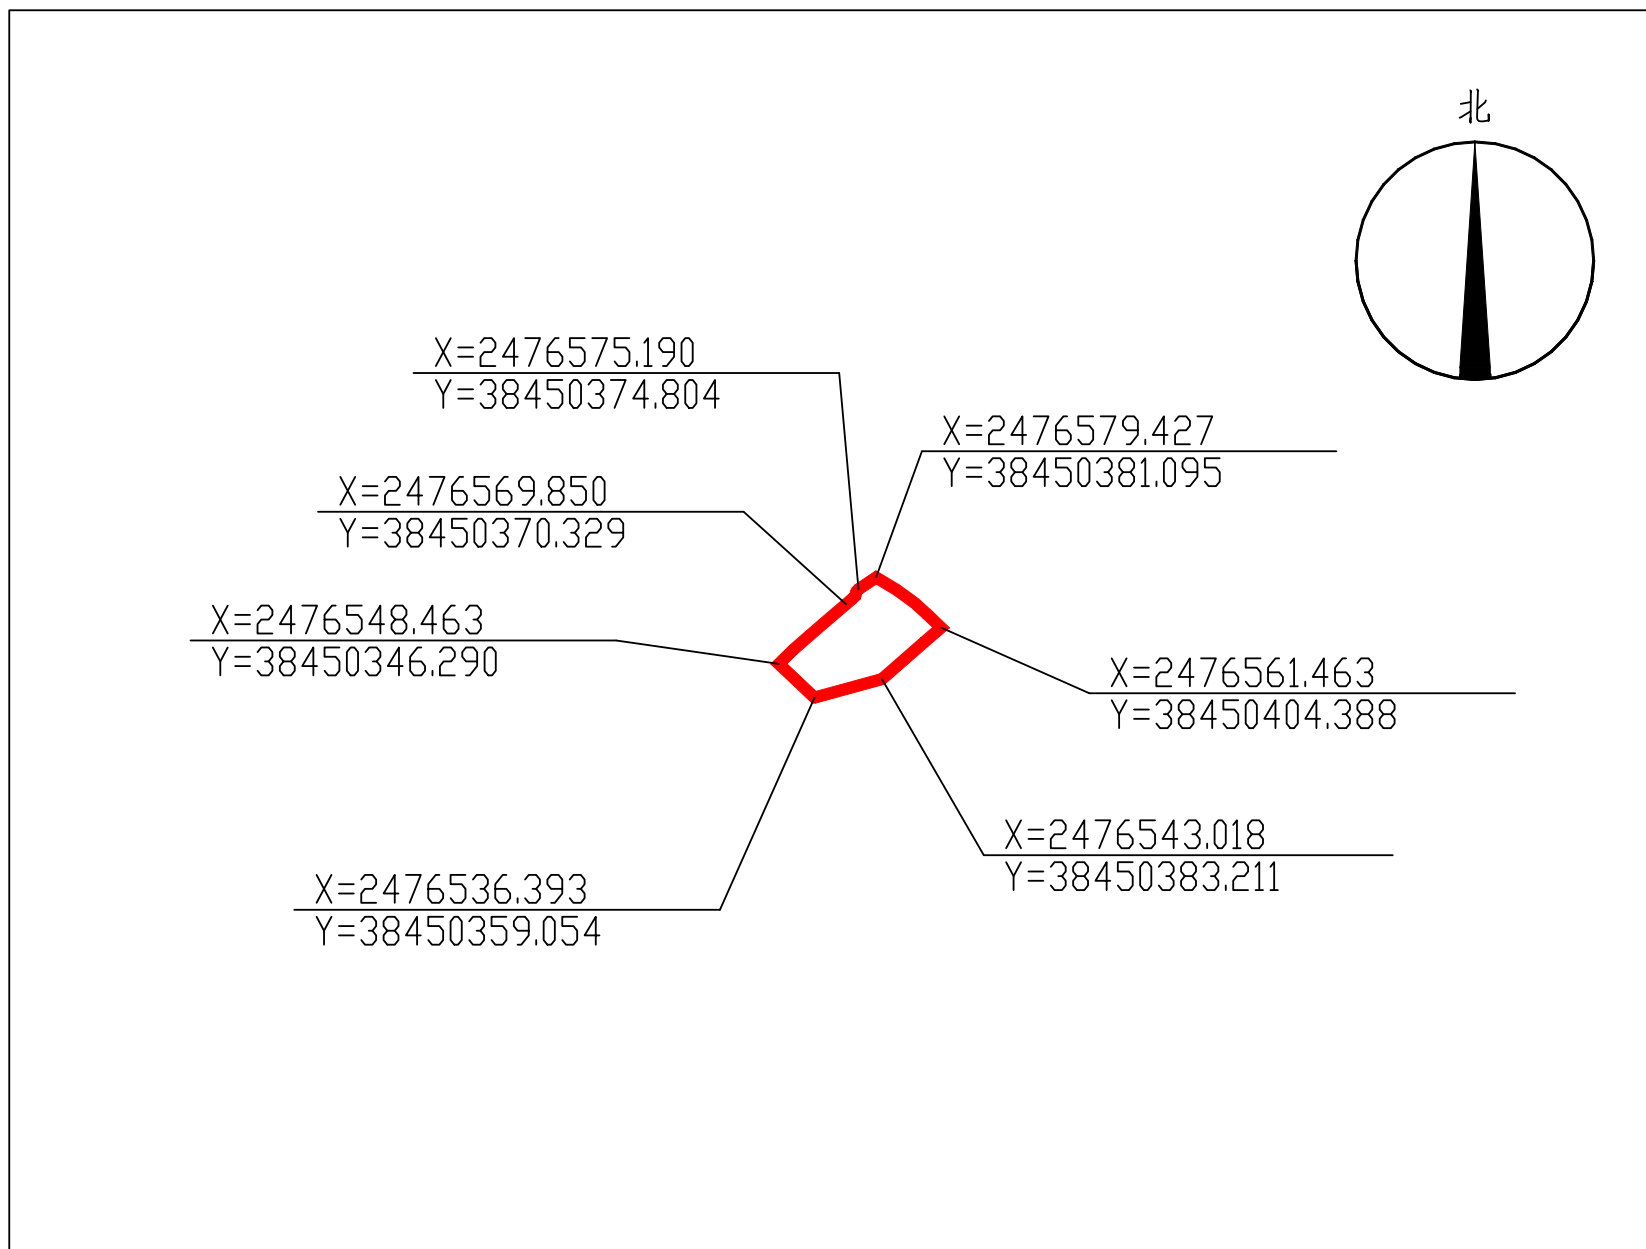 北
X=2476575.190
Y=38450374.804
X=2476579.427
Y=38450381.095
X=2476569.850
Y=38450370.329
X=2476548.463
Y=38450346.290
X=2476561.463
Y=38450404.388
X=2476543.018
Y=38450383.211
X=2476536.393
Y=38450359.054